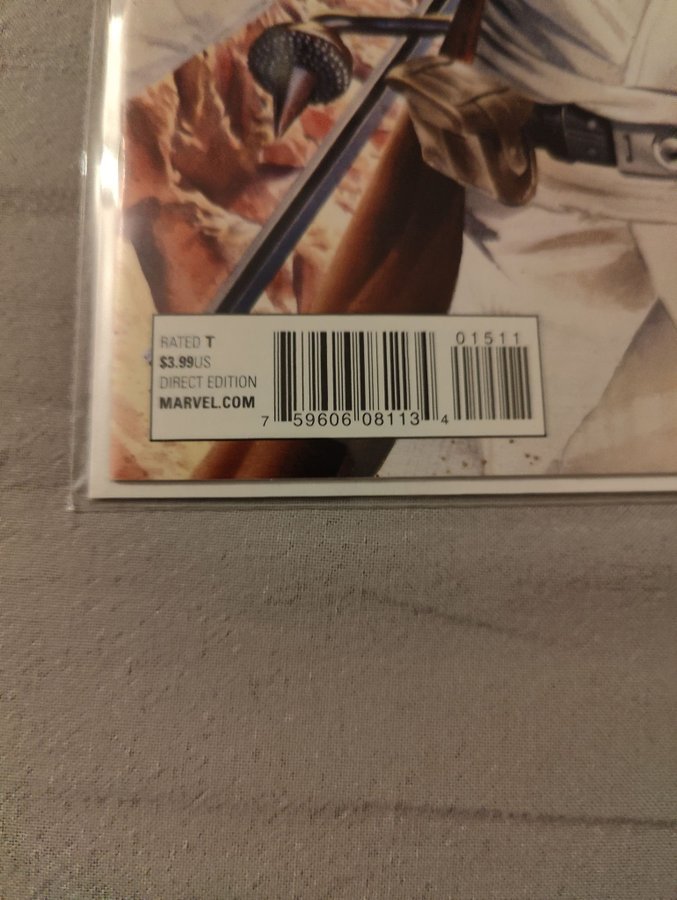 RATED T
$3.99US
DIRECT EDITION
MARVEL.COM
7 59606 08113 4
01511